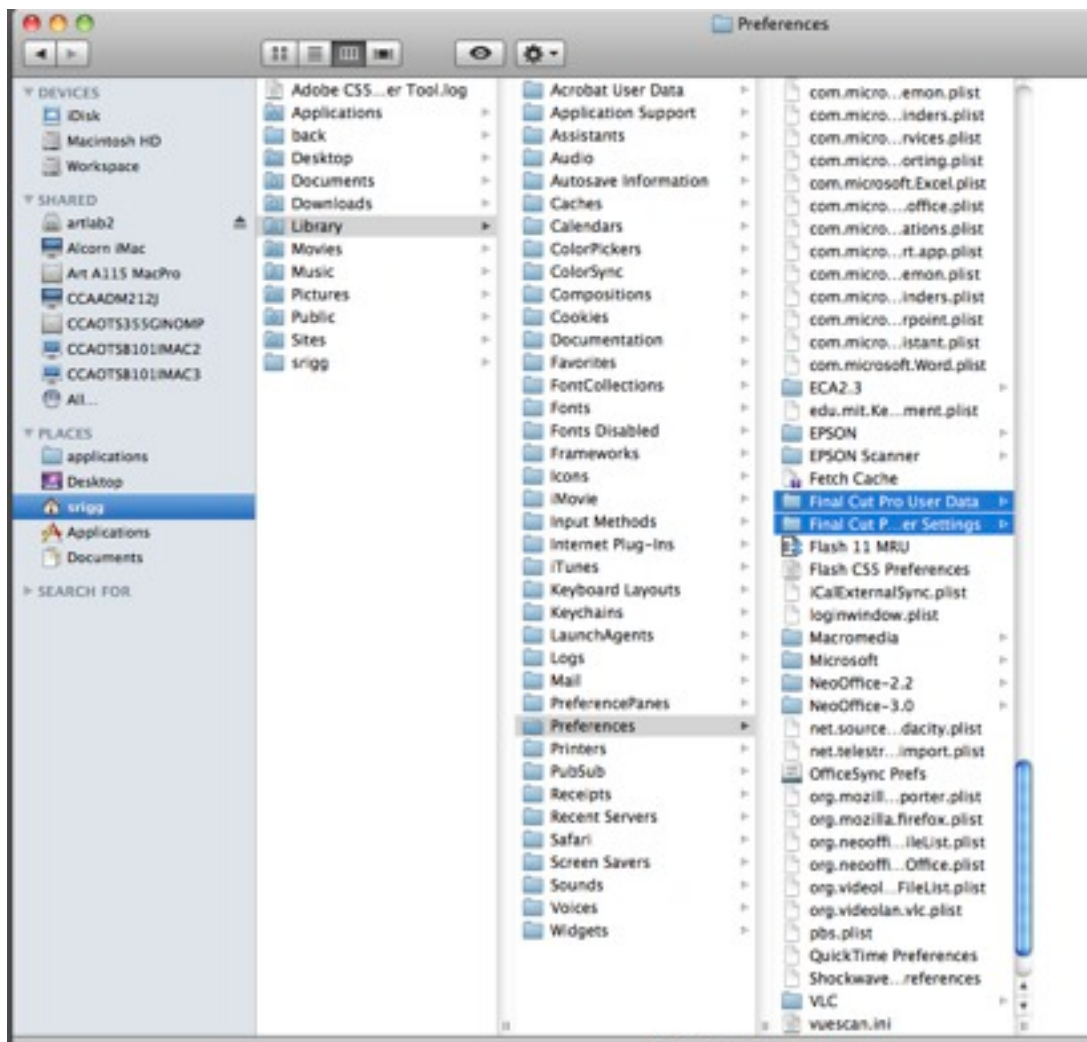 Preferences
DEVICES
iDisk
Macintosh HD
Workspace
SHARED
artlab2
Alcorn iMac
Art A115 MacPro
CCAADM212J
CCAOTS355GINOMP
CCAOTSB101IMAC2
CCAOTSB101IMAC3
All...
PLACES
applications
Desktop
srigg
Applications
Documents
SEARCH FOR
Adobe CS5...er Tool.log
Applications
back
Desktop
Documents
Downloads
Library
Movies
Music
Pictures
Public
Sites
srigg
Acrobat User Data
Application Support
Assistants
Audio
Autosave Information
Caches
Calendars
ColorPickers
ColorSync
Compositions
Cookies
Documentation
Favorites
FontCollections
Fonts
Fonts Disabled
Frameworks
Icons
iMovie
Input Methods
Internet Plug-Ins
iTunes
Keyboard Layouts
Keychains
LaunchAgents
Logs
Mail
PreferencePanes
Preferences
Printers
PubSub
Receipts
Recent Servers
Safari
Screen Savers
Sounds
Voices
Widgets
com.micro...emon.plist
com.micro...inders.plist
com.micro...rvices.plist
com.micro...orting.plist
com.microsoft.Excel.plist
com.micro....office.plist
com.micro...ations.plist
com.micro...rt.app.plist
com.micro...emon.plist
com.micro...inders.plist
com.micro...rpoint.plist
com.micro...istant.plist
com.microsoft.Word.plist
ECA2.3
edu.mit.Ke...ment.plist
EPSON
EPSON Scanner
Fetch Cache
Final Cut Pro User Data
Final Cut P...er Settings
Flash 11 MRU
Flash CS5 Preferences
iCalExternalSync.plist
loginwindow.plist
Macromedia
Microsoft
NeoOffice-2.2
NeoOffice-3.0
net.source...dacity.plist
net.telestr...import.plist
OfficeSync Prefs
org.mozill...porter.plist
org.mozilla.firefox.plist
org.neooffi...ileList.plist
org.neooffi...Office.plist
org.videol...FileList.plist
org.videolan.vlc.plist
pbs.plist
QuickTime Preferences
Shockwave...references
VLC
vuescan.ini